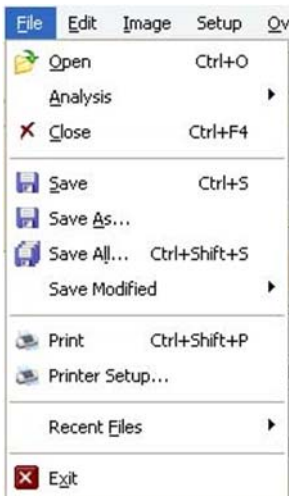 File Edit Image Setup Ov
Open Ctrl+O
Analysis
Close Ctrl+F4
Save Ctrl+S
Save As...
Save All... Ctrl+Shift+S
Save Modified
Print Ctrl+Shift+P
Printer Setup...
Recent Files
Exit